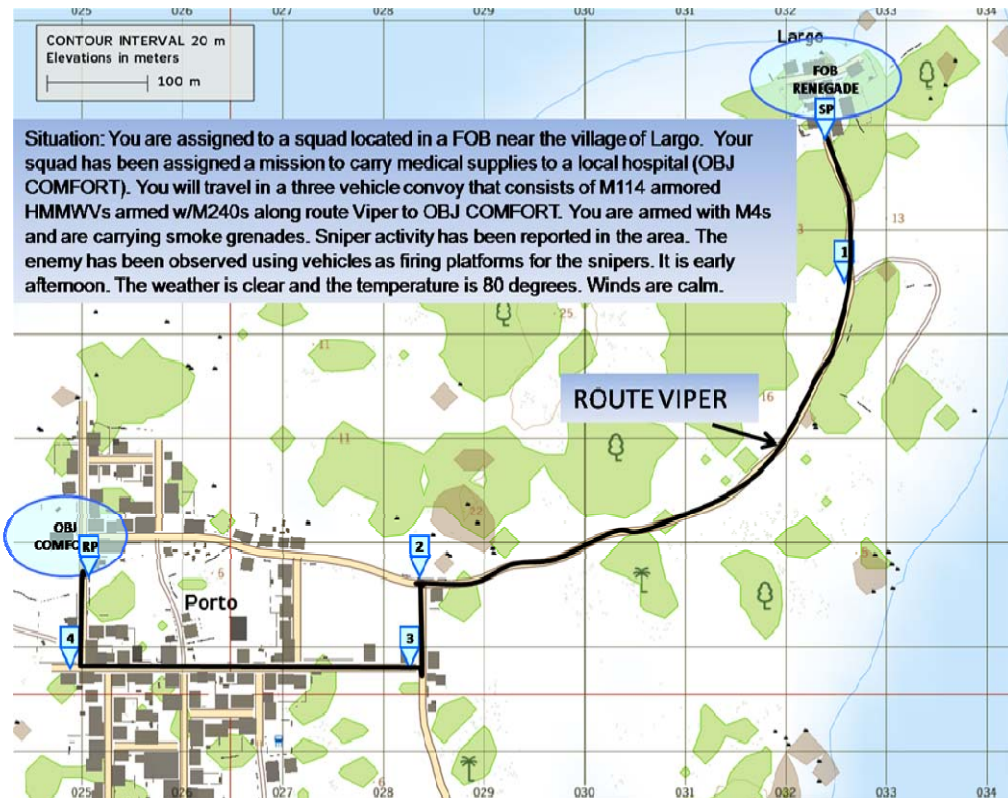 025 026 027 028 029 030 031 032 033 034
CONTOUR INTERVAL 20 m
Elevations in meters
100 m
Largo
FOB
RENEGADE
SP
Situation: You are assigned to a squad located in a FOB near the village of Largo. Your
squad has been assigned a mission to carry medical supplies to a local hospital (OBJ
COMFORT). You will travel in a three vehicle convoy that consists of M114 armored
HMMWVs armed w/M240s along route Viper to OBJ COMFORT. You are armed with M4s
and are carrying smoke grenades. Sniper activity has been reported in the area. The
enemy has been observed using vehicles as firing platforms for the snipers. It is early
afternoon. The weather is clear and the temperature is 80 degrees. Winds are calm.
13
3
1
25
11
ROUTE VIPER
16
11
22
OBJ
COMFO
RP
2
5
6
Porto
4
3
6
025 026 027 028 029 030 031 032 033 034